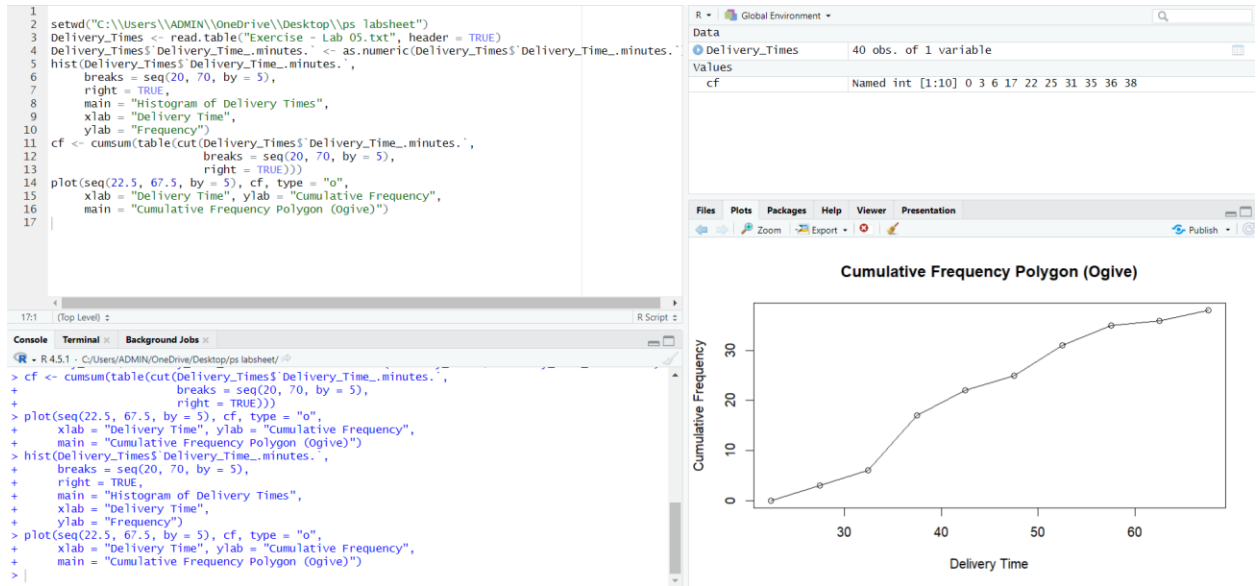 1
2 setwd("C:\\Users\\ADMIN\\OneDrive\\Desktop\\ps labsheet")
3 Delivery_Times <- read.table("Exercise - Lab 05.txt", header = TRUE)
4 Delivery_Times$`Delivery_Time_.minutes.` <- as.numeric(Delivery_Times$`Delivery_Time_.minutes.`)
5 hist(Delivery_Times$`Delivery_Time_.minutes.`,
6 breaks = seq(20, 70, by = 5),
7 right = TRUE,
8 main = "Histogram of Delivery Times",
9 xlab = "Delivery Time",
10 ylab = "Frequency")
11 cf <- cumsum(table(cut(Delivery_Times$`Delivery_Time_.minutes.`,
12 breaks = seq(20, 70, by = 5),
13 right = TRUE)))
14 plot(seq(22.5, 67.5, by = 5), cf, type = "o",
15 xlab = "Delivery Time", ylab = "Cumulative Frequency",
16 main = "Cumulative Frequency Polygon (Ogive)")
17
17:1 (Top Level) R Script
Console Terminal Background Jobs
R - R 4.5.1 · C:/Users/ADMIN/OneDrive/Desktop/ps labsheet/
> cf <- cumsum(table(cut(Delivery_Times$`Delivery_Time_.minutes.`,
+ breaks = seq(20, 70, by = 5),
+ right = TRUE)))
> plot(seq(22.5, 67.5, by = 5), cf, type = "o",
+ xlab = "Delivery Time", ylab = "Cumulative Frequency",
+ main = "Cumulative Frequency Polygon (Ogive)")
> hist(Delivery_Times$`Delivery_Time_.minutes.`,
+ breaks = seq(20, 70, by = 5),
+ right = TRUE,
+ main = "Histogram of Delivery Times",
+ xlab = "Delivery Time",
+ ylab = "Frequency")
> plot(seq(22.5, 67.5, by = 5), cf, type = "o",
+ xlab = "Delivery Time", ylab = "Cumulative Frequency",
+ main = "Cumulative Frequency Polygon (Ogive)")
>
R Global Environment
Data
Delivery_Times 40 obs. of 1 variable
Values
cf Named int [1:10] 0 3 6 17 22 25 31 35 36 38
Files Plots Packages Help Viewer Presentation
Zoom Export Publish
Cumulative Frequency Polygon (Ogive)
Cumulative Frequency
30
20
10
0
30 40 50 60
Delivery Time